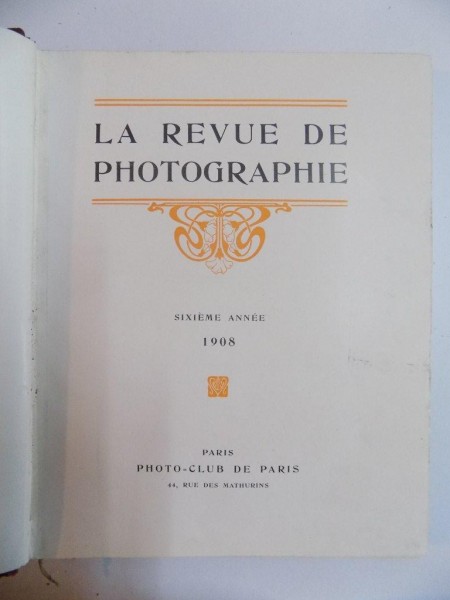 LA REVUE DE
PHOTOGRAPHIE
SIXIÈME ANNÉE
1908
PARIS
PHOTO-CLUB DE PARIS
44, RUE DES MATHURINS